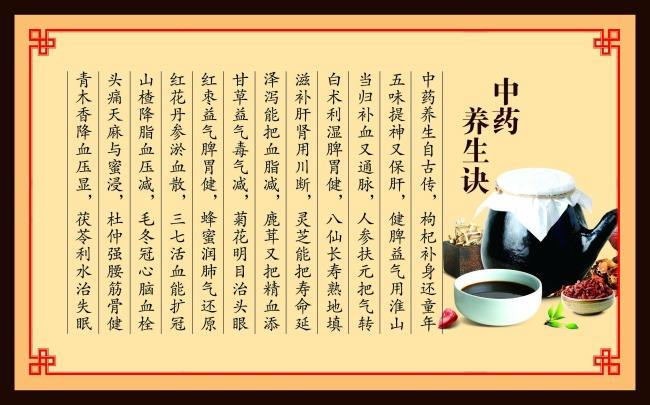 中药
养生诀
中药养生自古传，枸杞补身还童年
五味提神又保肝，健脾益气用淮山
当归补血又通脉，人参扶元把气转
白术利湿脾胃健，八仙长寿熟地填
滋补肝肾用川断，灵芝能把寿命延
泽泻能把血脂减，鹿茸又把精血添
甘草益气毒气减，菊花明目治头眼
红枣益气脾胃健，蜂蜜润肺气还原
红花丹参淤血散，三七活血能扩冠
山楂降脂血压减，毛冬冠心脑血栓
头痛天麻与蜜浸，杜仲强腰筋骨健
青木香降血压显，茯苓利水治失眠